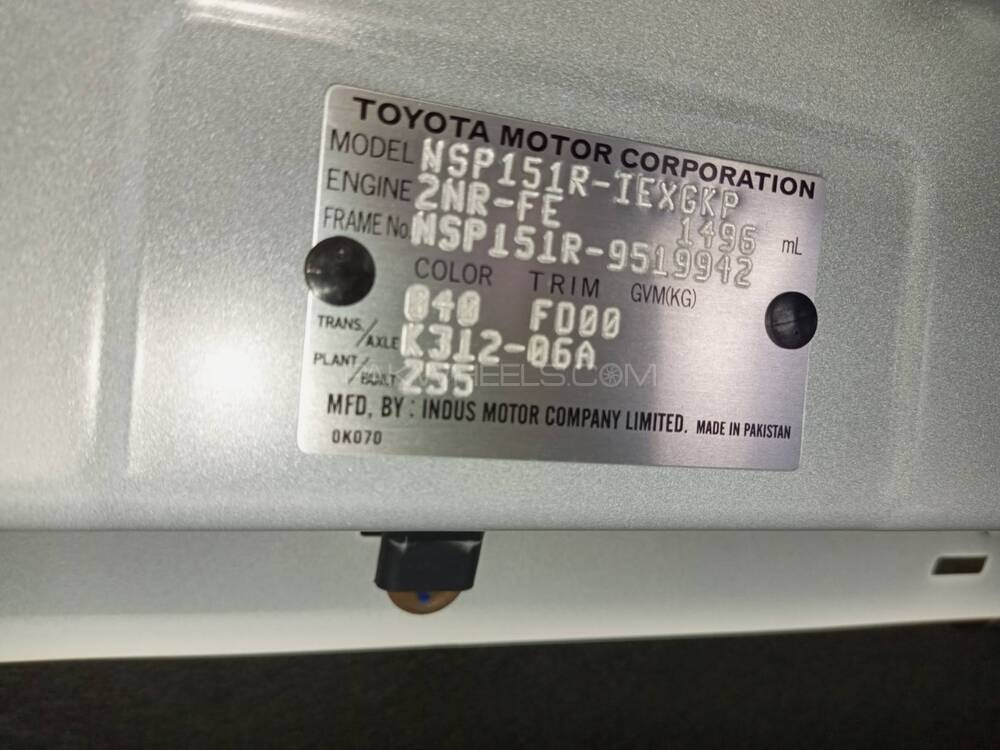 TOYOTA MOTOR CORPORATION
MODEL NSP151R-IEXGKP
ENGINE 2NR-FE 1496 mL
FRAME No. NSP151R-9519942
COLOR TRIM GVM(KG)
040 FD00
TRANS./AXLE K312-06A
PLANT/BUILT Z55
MFD. BY : INDUS MOTOR COMPANY LIMITED. MADE IN PAKISTAN
0K070